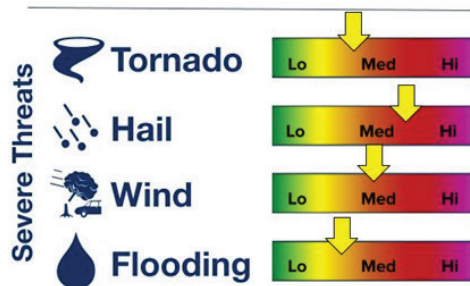 Severe Threats
Tornado
Lo Med Hi
Hail
Lo Med Hi
Wind
Lo Med Hi
Flooding
Lo Med Hi